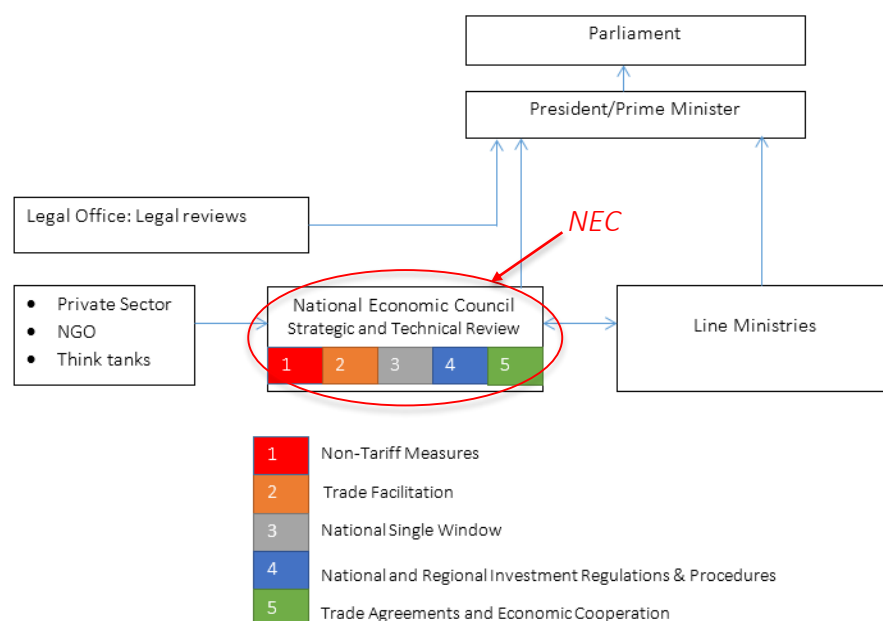 Parliament
President/Prime Minister
Legal Office: Legal reviews
NEC
• Private Sector
• NGO
• Think tanks
National Economic Council
Strategic and Technical Review
1 2 3 4 5
Line Ministries
1 Non-Tariff Measures
2 Trade Facilitation
3 National Single Window
4 National and Regional Investment Regulations & Procedures
5 Trade Agreements and Economic Cooperation